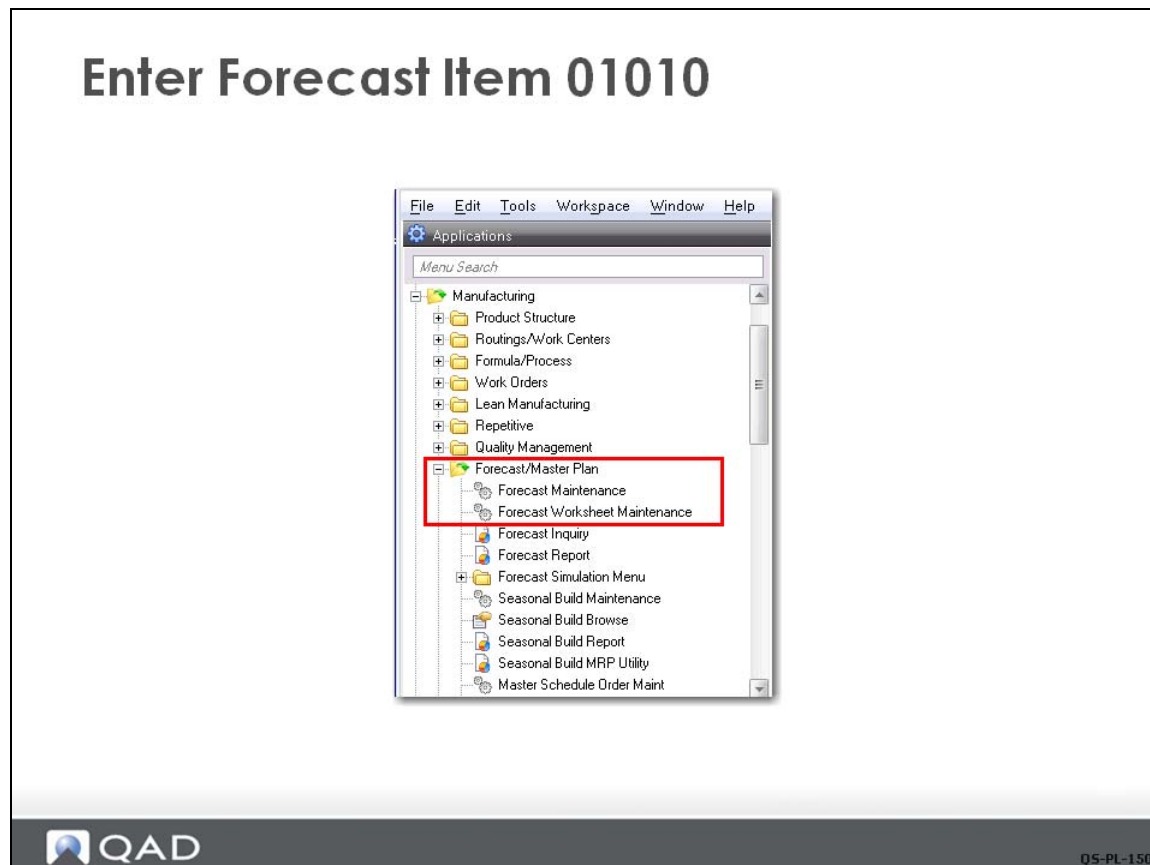 Enter Forecast Item 01010
File Edit Tools Workspace Window Help
Applications
Menu Search
Manufacturing
Product Structure
Routings/Work Centers
Formula/Process
Work Orders
Lean Manufacturing
Repetitive
Quality Management
Forecast/Master Plan
Forecast Maintenance
Forecast Worksheet Maintenance
Forecast Inquiry
Forecast Report
Forecast Simulation Menu
Seasonal Build Maintenance
Seasonal Build Browse
Seasonal Build Report
Seasonal Build MRP Utility
Master Schedule Order Maint
QAD
QS-PL-150